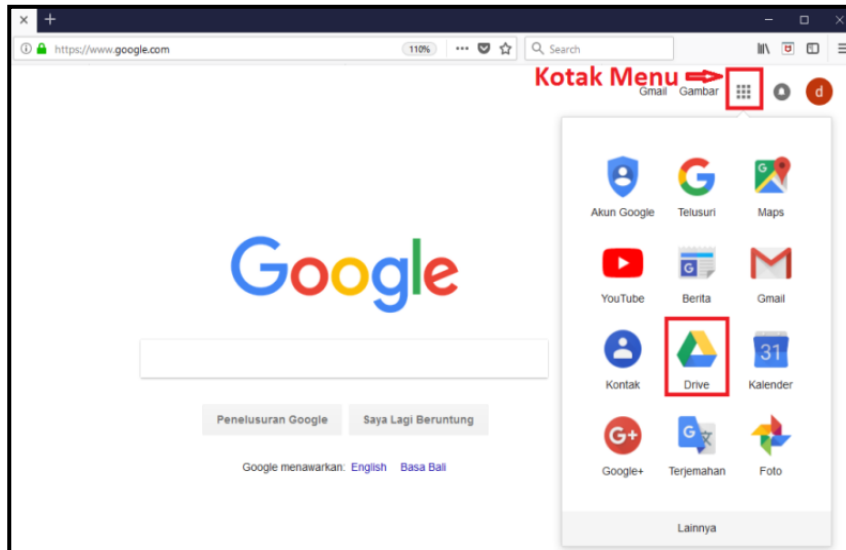 https://www.google.com
110%
Search
Kotak Menu
Gmail Gambar
d
Akun Google Telusuri Maps
YouTube Berita Gmail
31
Kontak Drive Kalender
G+
Google+ Terjemahan Foto
Lainnya
Google
Penelusuran Google Saya Lagi Beruntung
Google menawarkan: English Basa Bali